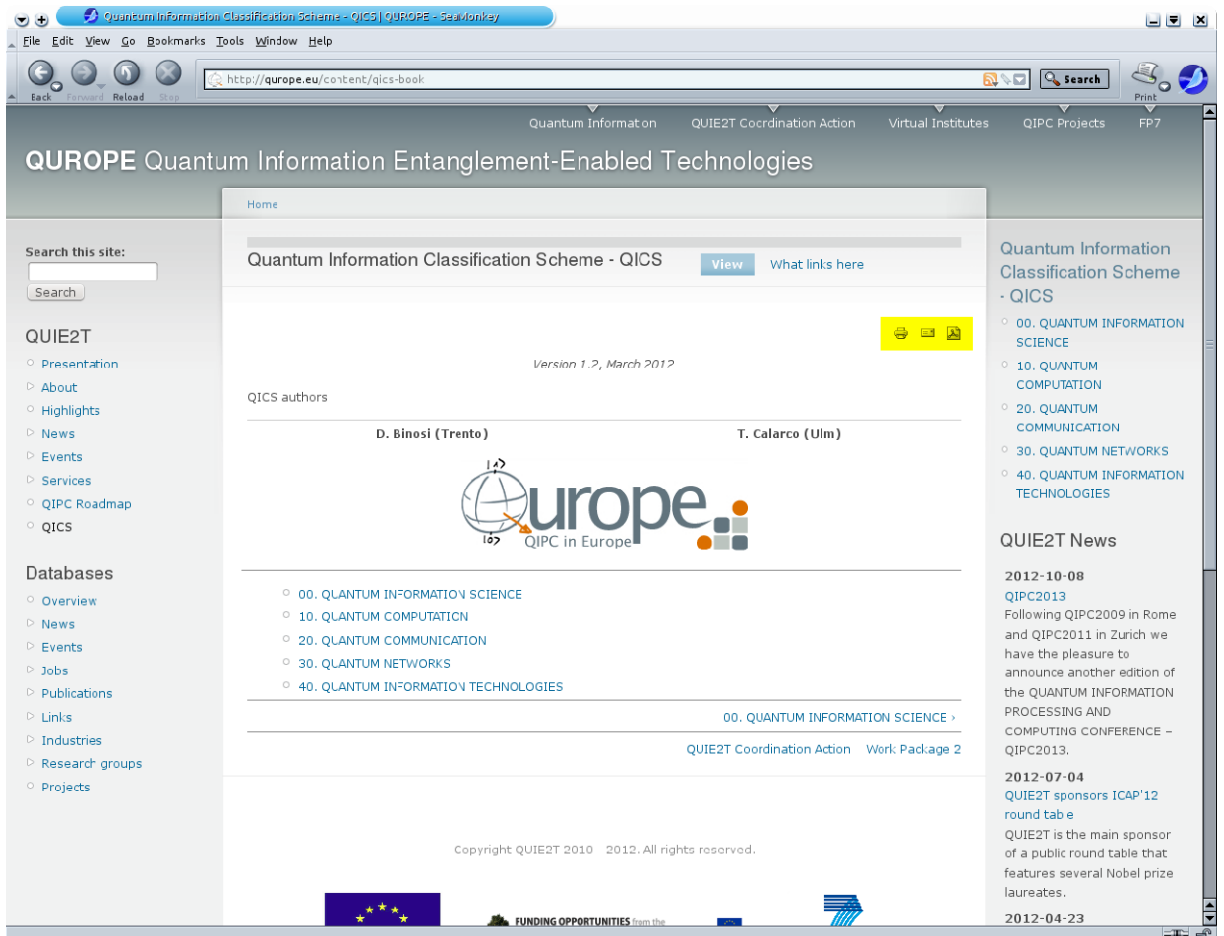 Quantum Information Classification Scheme - QICS | QUROPE - SeaMonkey
File Edit View Go Bookmarks Tools Window Help
Back Forward Reload Stop
http://qurope.eu/content/qics-book
Search
Print
Quantum Information QUIE2T Coordination Action Virtual Institutes QIPC Projects FP7
QUROPE Quantum Information Entanglement-Enabled Technologies
Home
Search this site:
Search
QUIE2T
Presentation
About
Highlights
News
Events
Services
QIPC Roadmap
QICS
Databases
Overview
News
Events
Jobs
Publications
Links
Industries
Research groups
Projects
Quantum Information Classification Scheme - QICS View What links here
Version 1.2, March 2012
QICS authors
D. Binosi (Trento) T. Calarco (Ulm)
|1>
Qurope
QIPC in Europe
|0>
00. QUANTUM INFORMATION SCIENCE
10. QUANTUM COMPUTATION
20. QUANTUM COMMUNICATION
30. QUANTUM NETWORKS
40. QUANTUM INFORMATION TECHNOLOGIES
00. QUANTUM INFORMATION SCIENCE ›
QUIE2T Coordination Action Work Package 2
Copyright QUIE2T 2010 2012. All rights reserved.
FUNDING OPPORTUNITIES from the
Quantum Information
Classification Scheme
- QICS
00. QUANTUM INFORMATION
SCIENCE
10. QUANTUM
COMPUTATION
20. QUANTUM
COMMUNICATION
30. QUANTUM NETWORKS
40. QUANTUM INFORMATION
TECHNOLOGIES
QUIE2T News
2012-10-08
QIPC2013
Following QIPC2009 in Rome
and QIPC2011 in Zurich we
have the pleasure to
announce another edition of
the QUANTUM INFORMATION
PROCESSING AND
COMPUTING CONFERENCE –
QIPC2013.
2012-07-04
QUIE2T sponsors ICAP'12
round table
QUIE2T is the main sponsor
of a public round table that
features several Nobel prize
laureates.
2012-04-23